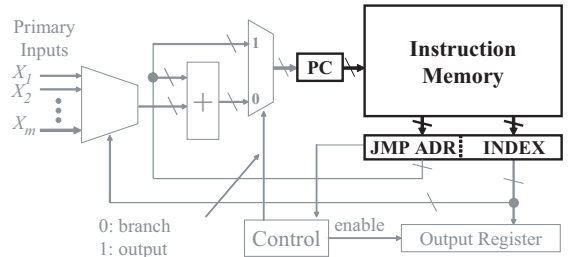 Primary
Inputs
X1
X2
Xm
1
0
+
PC
Instruction
Memory
JMP ADR
INDEX
0: branch
1: output
Control
enable
Output Register